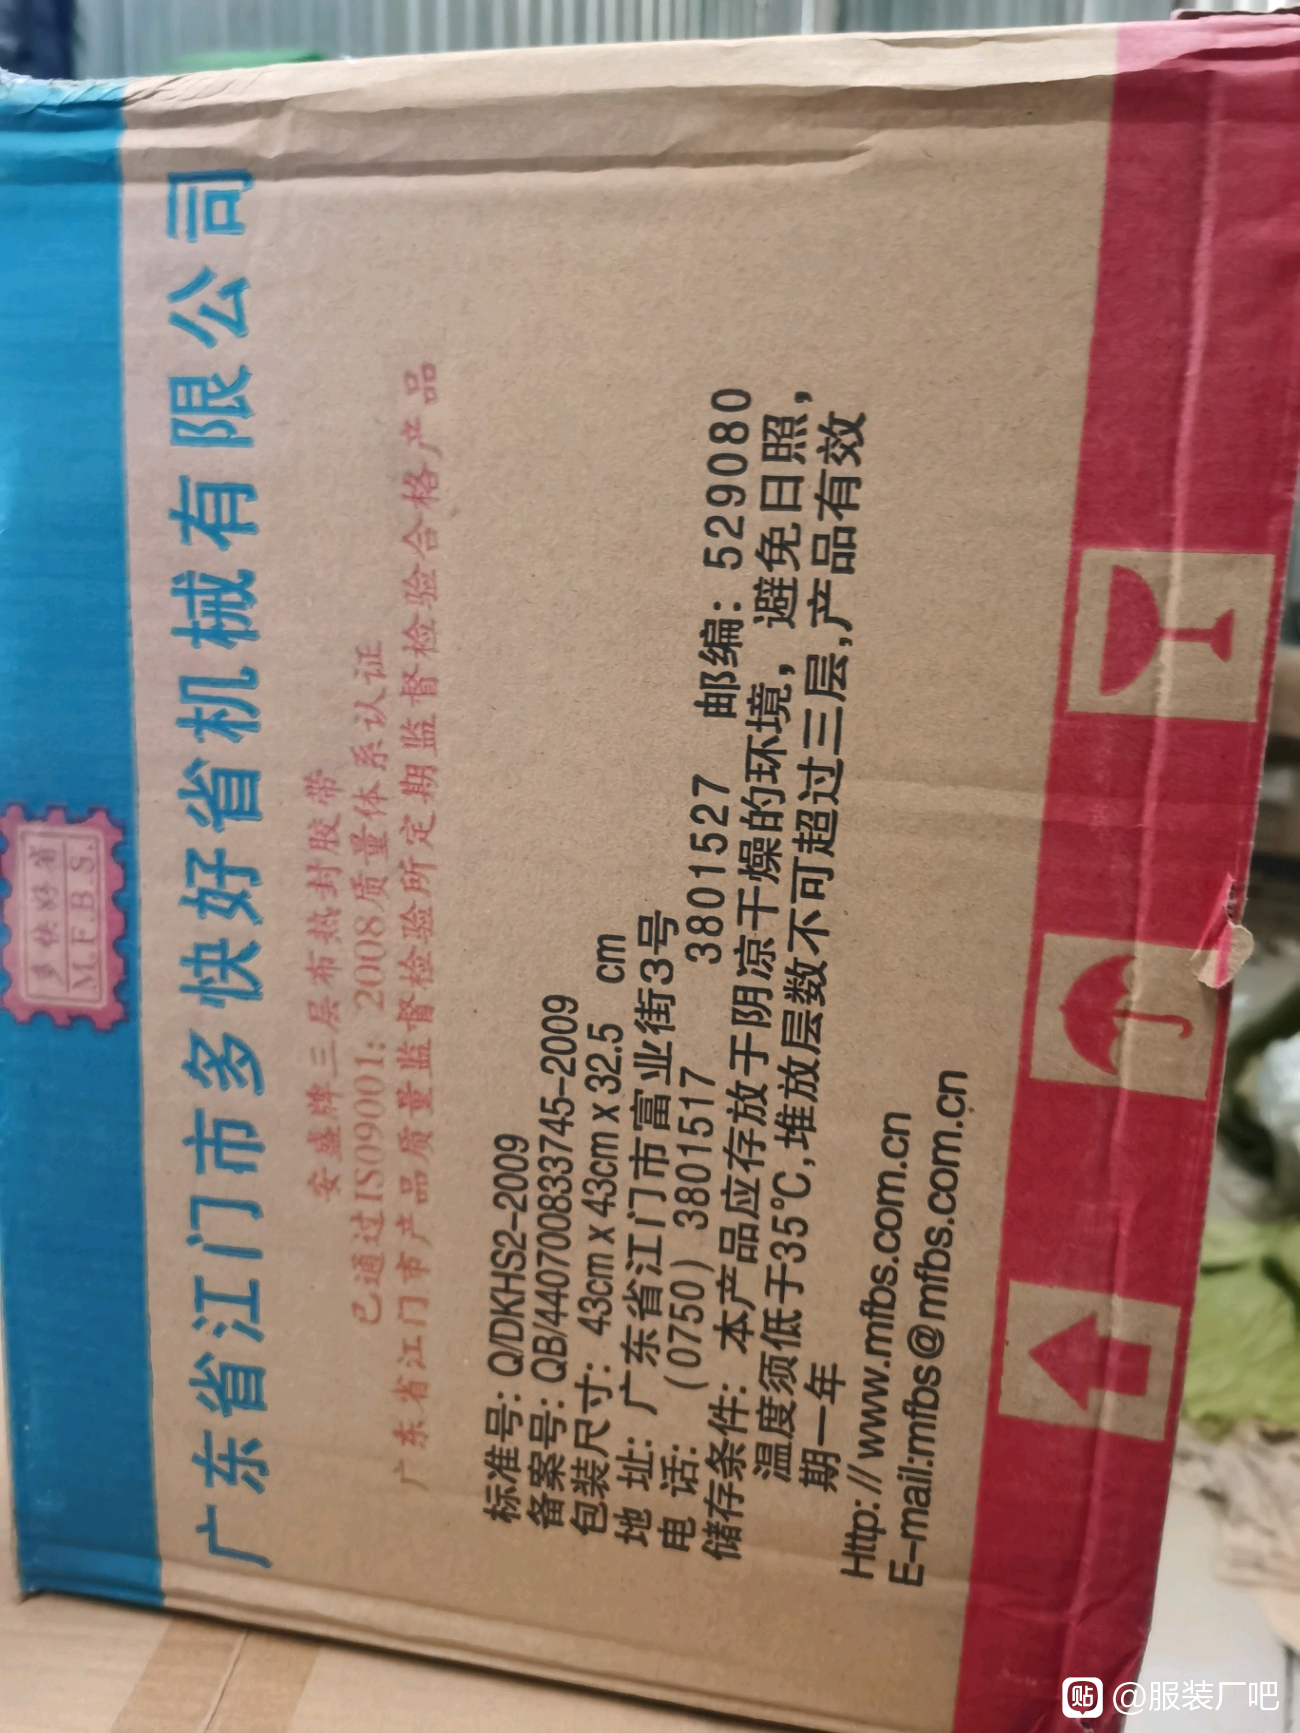 多快好省
M.F.B.S.
广东省江门市多快好省机械有限公司
安盛牌三层布热封胶带
已通过ISO9001:2008质量体系认证
广东省江门市产品质量监督检验所定期监督检验合格产品
标准号:Q/DKHS2-2009
备案号:QB/440700833745-2009
包装尺寸:43cm x 43cm x 32.5 cm
地 址:广东省江门市富业街3号
电 话:(0750) 3801517 3801527 邮编:529080
储存条件:本产品应存放于阴凉干燥的环境，避免日照，
温度须低于35℃,堆放层数不可超过三层,产品有效
期一年
Http://www.mfbs.com.cn
E-mail:mfbs@mfbs.com.cn
贴 @服装厂吧